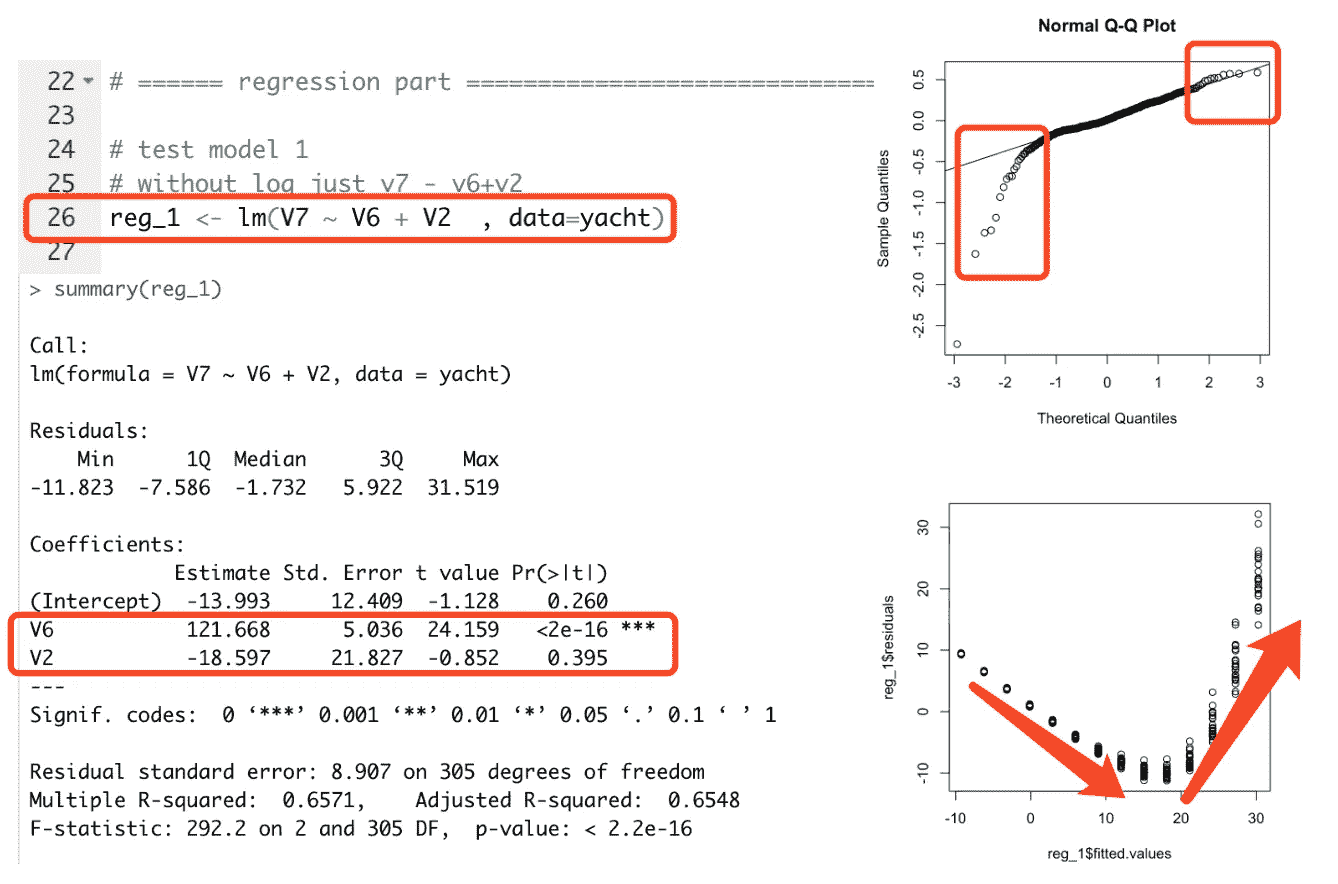 22 # ====== regression part =============================
23
24 # test model 1
25 # without log just v7 - v6+v2
26 reg_1 <- lm(V7 ~ V6 + V2  , data=yacht)
27
> summary(reg_1)
Call:
lm(formula = V7 ~ V6 + V2, data = yacht)
Residuals:
Min 1Q Median 3Q Max
-11.823 -7.586 -1.732 5.922 31.519
Coefficients:
Estimate Std. Error t value Pr(>|t|)
(Intercept) -13.993 12.409 -1.128 0.260
V6 121.668 5.036 24.159 <2e-16 ***
V2 -18.597 21.827 -0.852 0.395
---
Signif. codes:  0 ‘***’ 0.001 ‘**’ 0.01 ‘*’ 0.05 ‘.’ 0.1 ‘ ’ 1
Residual standard error: 8.907 on 305 degrees of freedom
Multiple R-squared:  0.6571,	Adjusted R-squared:  0.6548
F-statistic: 292.2 on 2 and 305 DF,  p-value: < 2.2e-16
Normal Q-Q Plot
Sample Quantiles
0.5
0.0
-0.5
-1.0
-1.5
-2.0
-2.5
-3 -2 -1 0 1 2 3
Theoretical Quantiles
reg_1$residuals
30
20
10
0
-10
-10 0 10 20 30
reg_1$fitted.values